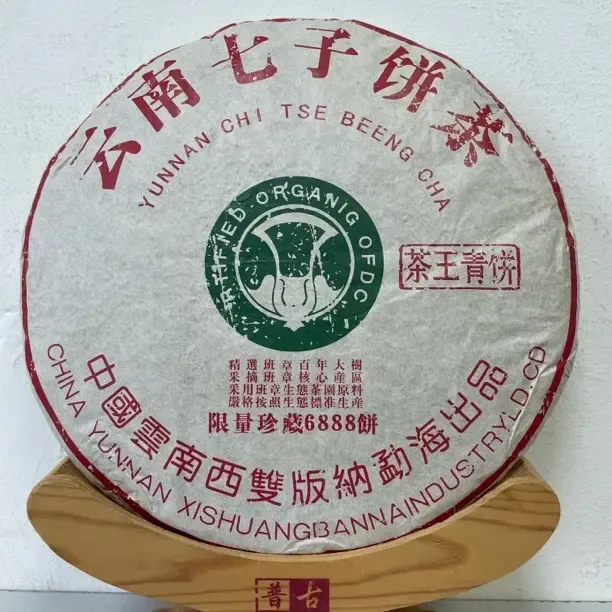 云南七子饼茶
YUNNAN CHI TSE BEENG CHA
TIFIED ORGANIG OFDC
茶王青饼
精選班章百年大樹
采摘班章核心產區
采用班章生態茶園原料
嚴格按照生態標准生產
限量珍藏6888餅
中國雲南西雙版納勐海出品
CHINA YUNNAN XISHUANGBANNAINDUSTRYLD.CD
普古